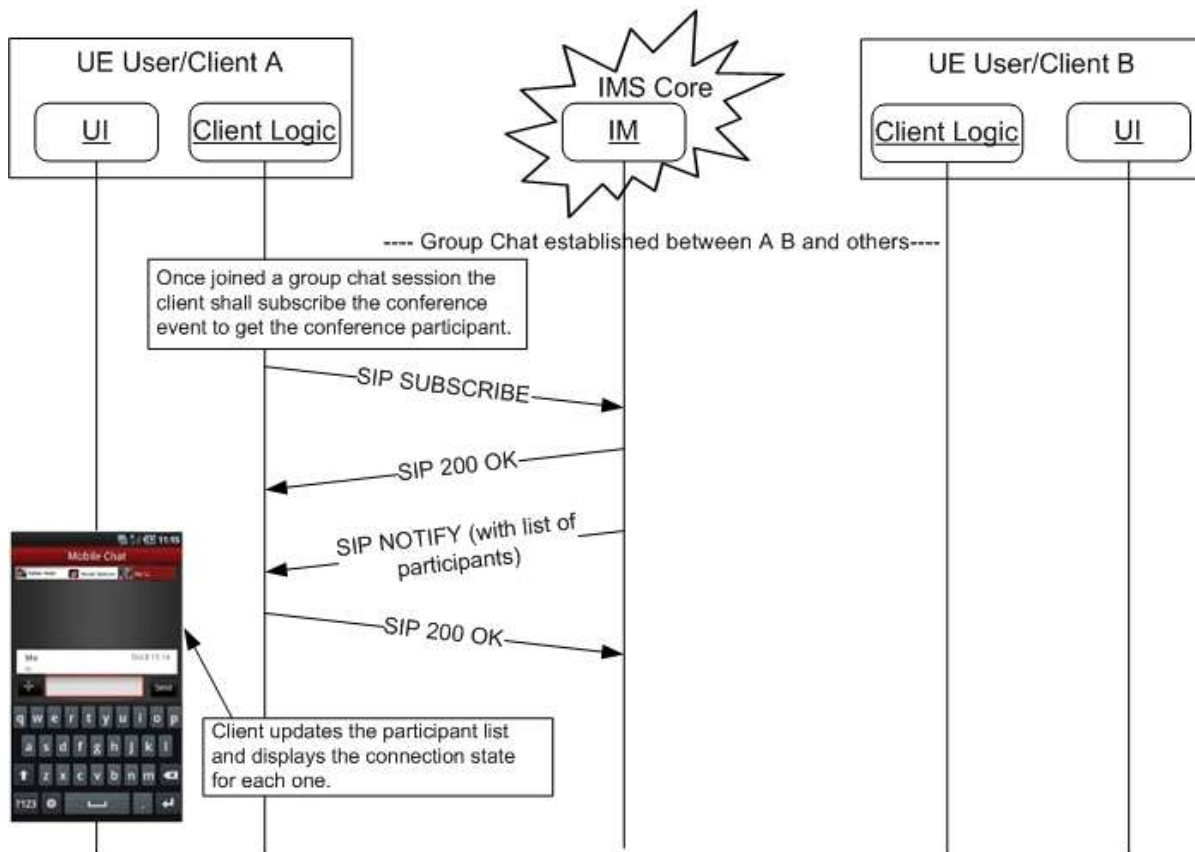 UE User/Client A
UI
Client Logic
IMS Core
IM
UE User/Client B
Client Logic
UI
---- Group Chat established between A B and others----
Once joined a group chat session the
client shall subscribe the conference
event to get the conference participant.
SIP SUBSCRIBE
SIP 200 OK
SIP NOTIFY (with list of
participants)
SIP 200 OK
11:15
Mobile Chat
Me
Send
q w e r t y u i o p
a s d f g h j k l
z x c v b n m
?123 .
Client updates the participant list
and displays the connection state
for each one.